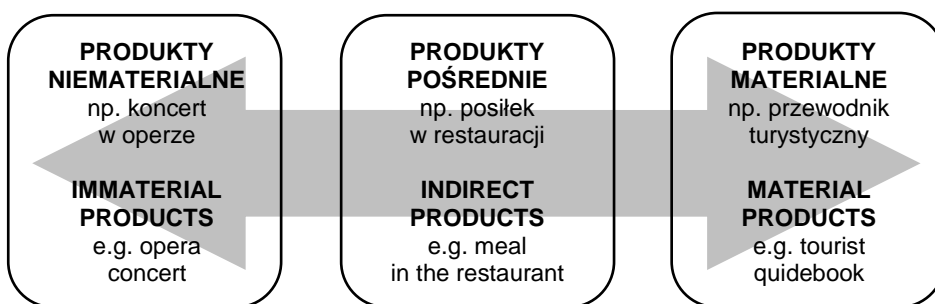 PRODUKTY
NIEMATERIALNE
np. koncert
w operze
IMMATERIAL
PRODUCTS
e.g. opera
concert
PRODUKTY
POŚREDNIE
np. posiłek
w restauracji
INDIRECT
PRODUCTS
e.g. meal
in the restaurant
PRODUKTY
MATERIALNE
np. przewodnik
turystyczny
MATERIAL
PRODUCTS
e.g. tourist
quidebook